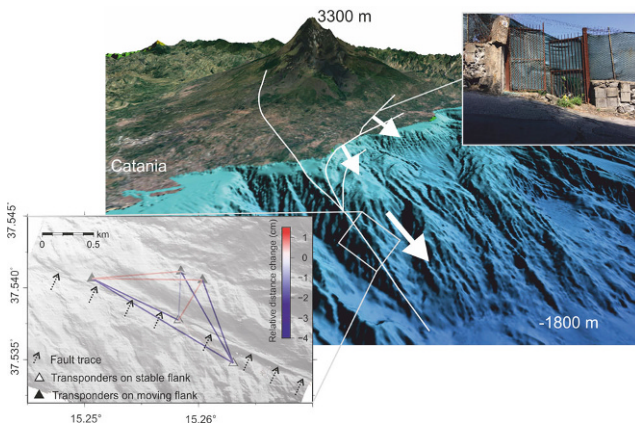 3300 m
Catania
-1800 m
37.545°
37.540°
37.535°
0
0.5
km
1
0
−1
−2
−3
−4
Relative distance change (cm)
Fault trace
Transponders on stable flank
Transponders on moving flank
15.25°
15.26°